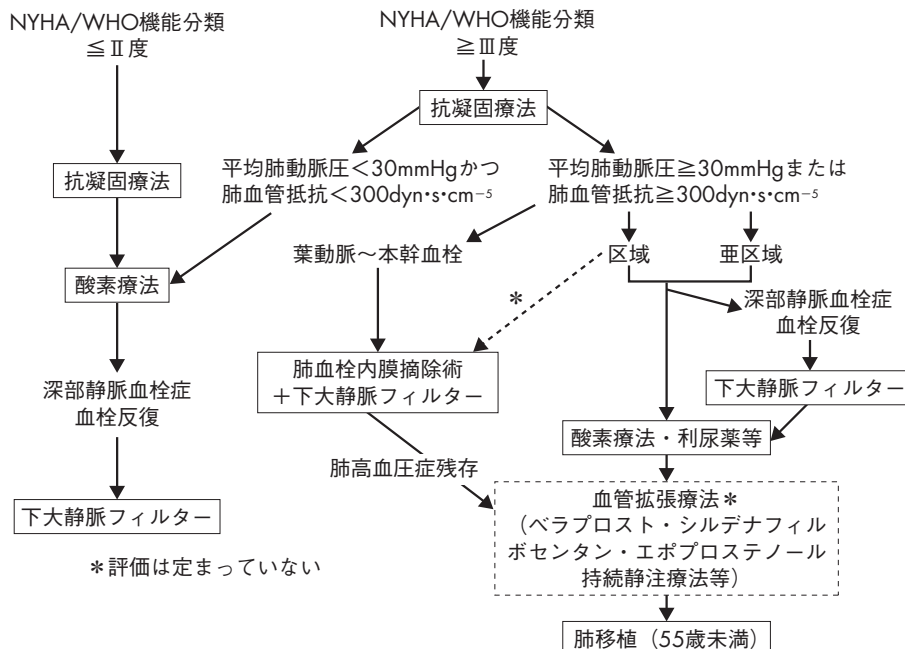 NYHA/WHO機能分類
≦Ⅱ度
抗凝固療法
酸素療法
深部静脈血栓症
血栓反復
下大静脈フィルター
＊評価は定まっていない
NYHA/WHO機能分類
≧Ⅲ度
抗凝固療法
平均肺動脈圧＜30mmHgかつ
肺血管抵抗＜300dyn·s·cm⁻⁵
平均肺動脈圧≧30mmHgまたは
肺血管抵抗≧300dyn·s·cm⁻⁵
葉動脈～本幹血栓
区域
亜区域
＊
深部静脈血栓症
血栓反復
肺血栓内膜摘除術
＋下大静脈フィルター
下大静脈フィルター
酸素療法・利尿薬等
肺高血圧症残存
血管拡張療法＊
（ベラプロスト・シルデナフィル
ボセンタン・エポプロステノール
持続静注療法等）
肺移植（55歳未満）